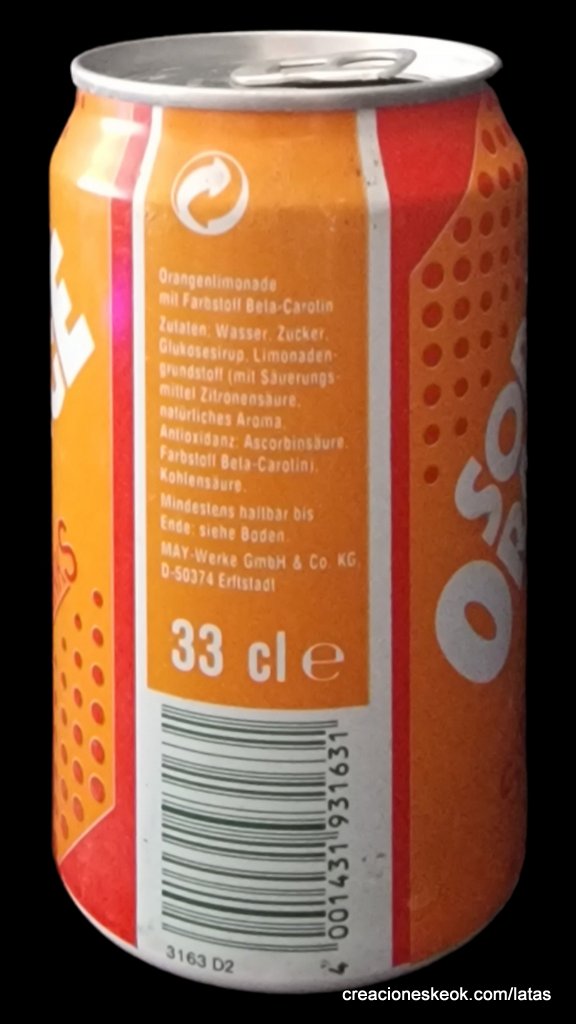 Orangenlimonade
mit Farbstoff Beta-Carotin
Zutaten: Wasser, Zucker,
Glukosesirup, Limonaden-
grundstoff (mit Säuerungs-
mittel Zitronensäure,
natürliches Aroma,
Antioxidanz: Ascorbinsäure,
Farbstoff Beta-Carotin),
Kohlensäure.
Mindestens haltbar bis
Ende: siehe Boden.
MAY-Werke GmbH & Co. KG,
D-50374 Erftstadt
33 cl e
4 001431 931631
3163 D2
creacioneskeok.com/latas